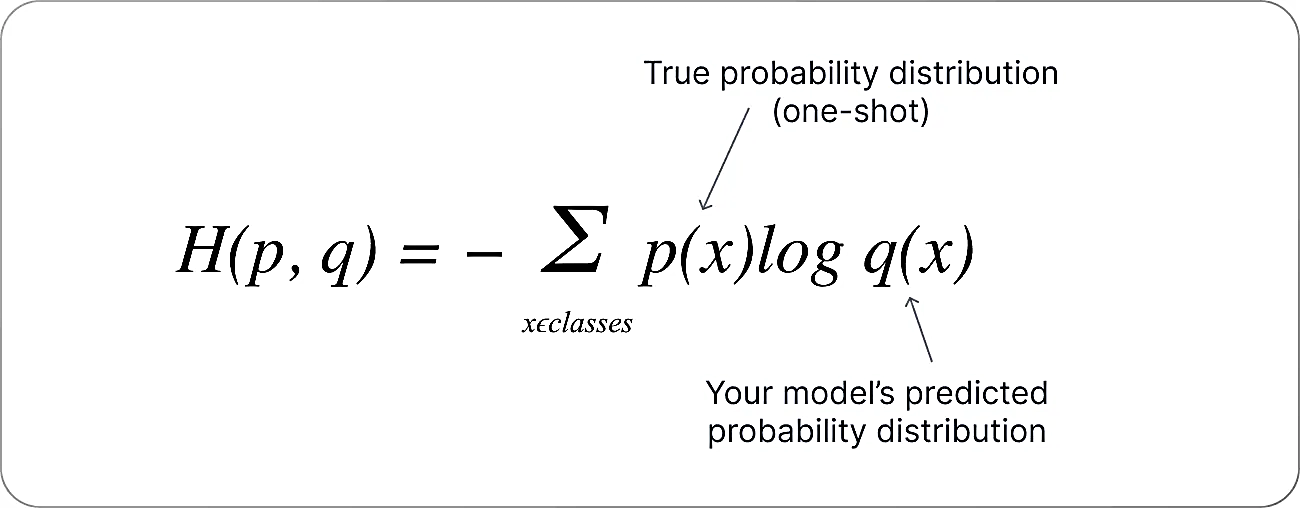 True probability distribution
(one-shot)
H(p, q) = − Σ p(x)log q(x)
xϵclasses
Your model’s predicted
probability distribution